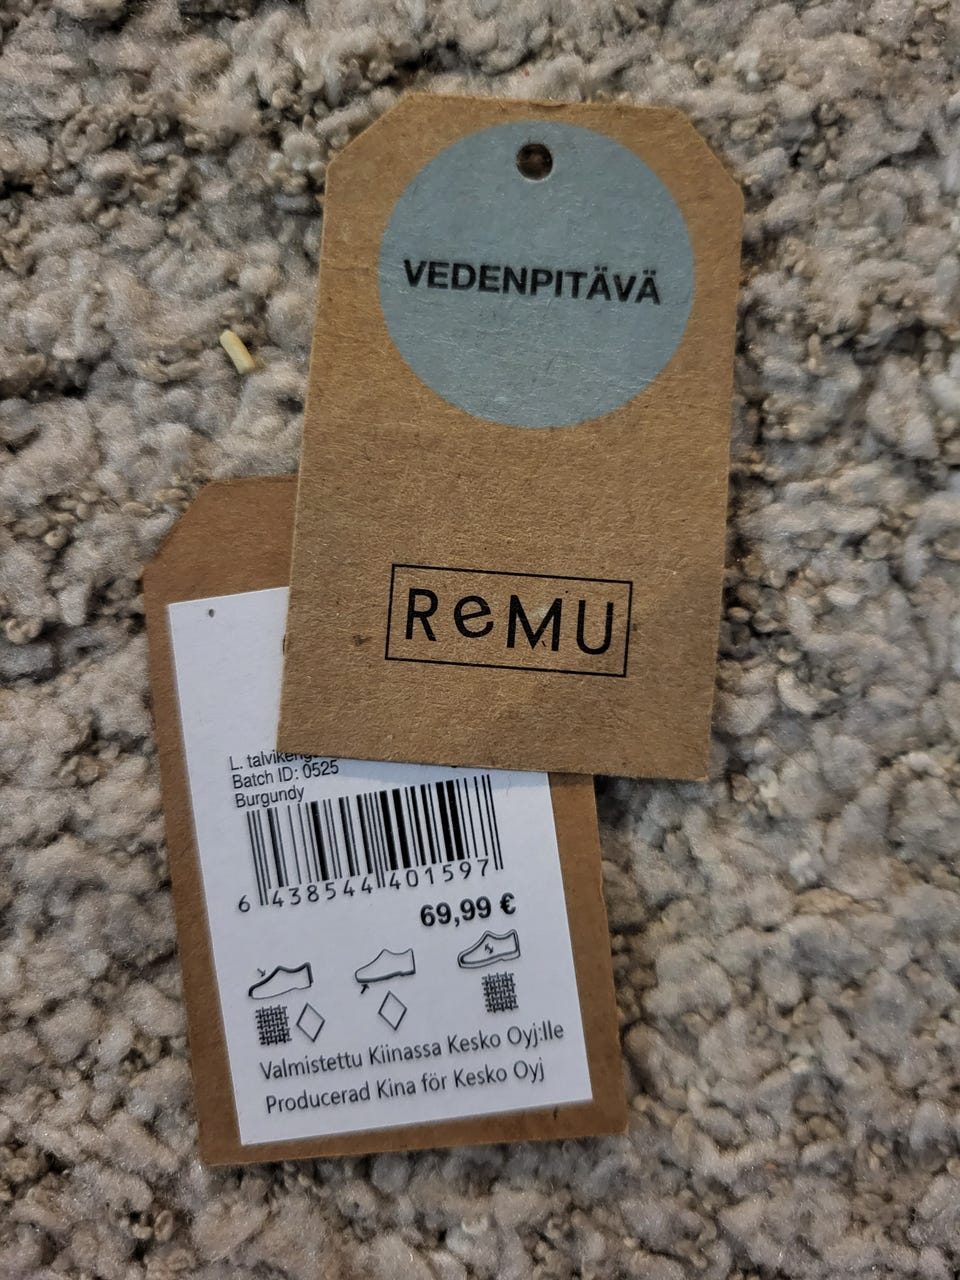 VEDENPITÄVÄ
ReMU
L.
Batch ID: 0525
Burgundy
6 438544 401597
69,99 €
Valmistettu Kiinassa Kesko Oyj:lle
Producerad Kina för Kesko Oyj